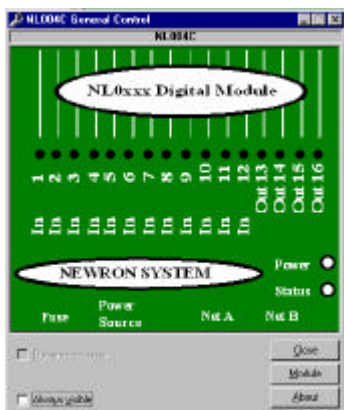 NL004C General Control
NL004C
NL0xxx Digital Module
1 2 3 4 5 6 7 8 9 10 11 12 Out 13 Out 14 Out 15 Out 16
In In In In In In In In In In In In
NEWRON SYSTEM
Power
Status
Fuse
Power Source
Net A
Net B
Close
Module
Always visible
About